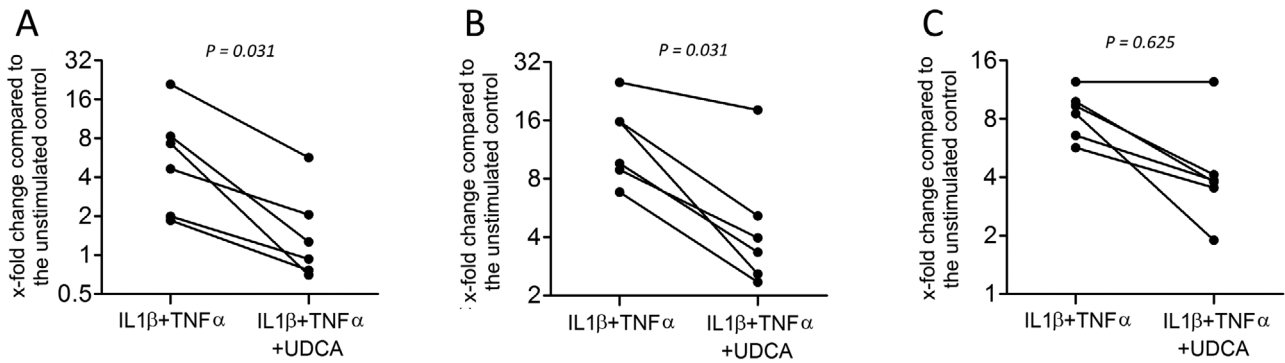 A
P = 0.031
x-fold change compared to
the unstimulated control
32
16
8
4
2
1
0.5
IL1β+TNFα
IL1β+TNFα
+UDCA
B
P = 0.031
x-fold change compared to
the unstimulated control
32
16
8
4
2
IL1β+TNFα
IL1β+TNFα
+UDCA
C
P = 0.625
x-fold change compared to
the unstimulated control
16
8
4
2
1
IL1β+TNFα
IL1β+TNFα
+UDCA